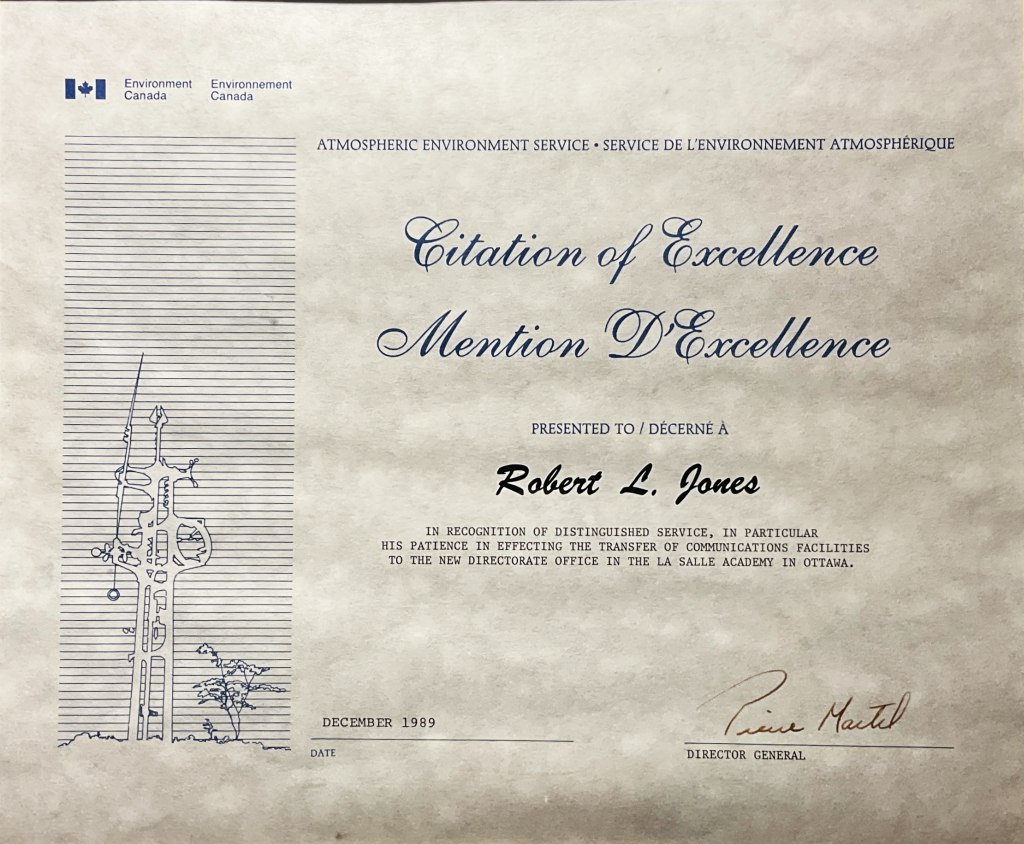 Environment Canada
Environnement Canada
ATMOSPHERIC ENVIRONMENT SERVICE • SERVICE DE L'ENVIRONNEMENT ATMOSPHÉRIQUE
Citation of Excellence
Mention D'Excellence
PRESENTED TO / DÉCERNÉ À
Robert L. Jones
IN RECOGNITION OF DISTINGUISHED SERVICE, IN PARTICULAR
HIS PATIENCE IN EFFECTING THE TRANSFER OF COMMUNICATIONS FACILITIES
TO THE NEW DIRECTORATE OFFICE IN THE LA SALLE ACADEMY IN OTTAWA.
DECEMBER 1989
DATE
Pierre Martel
DIRECTOR GENERAL